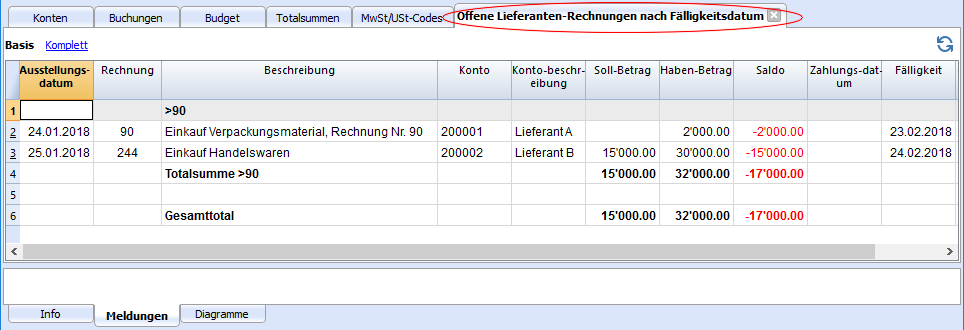 Konten Buchungen Budget Totalsummen MwSt/USt-Codes Offene Lieferanten-Rechnungen nach Fälligkeitsdatum
Basis Komplett
Ausstellungs-datum Rechnung Beschreibung Konto Konto-beschr-eibung Soll-Betrag Haben-Betrag Saldo Zahlungs-dat-um Fälligkeit
1 >90
2 24.01.2018 90 Einkauf Verpackungsmaterial, Rechnung Nr. 90 200001 Lieferant A 2'000.00 -2'000.00 23.02.2018
3 25.01.2018 244 Einkauf Handelswaren 200002 Lieferant B 15'000.00 30'000.00 -15'000.00 24.02.2018
4 Totalsumme >90 15'000.00 32'000.00 -17'000.00
5
6 Gesamttotal 15'000.00 32'000.00 -17'000.00
Info Meldungen Diagramme